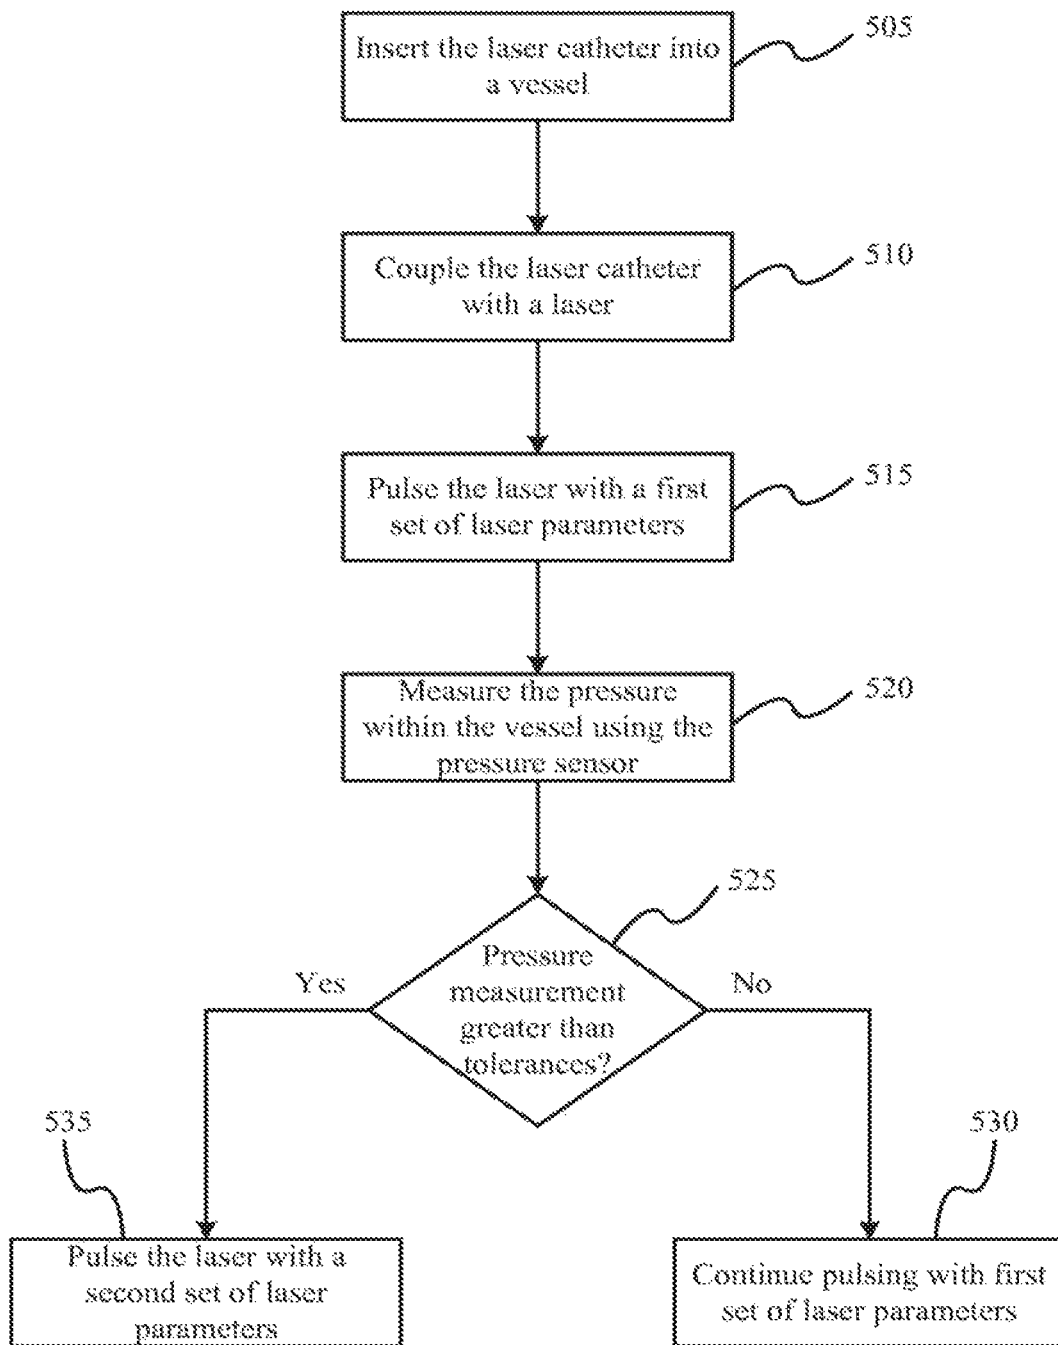 Insert the laser catheter into
a vessel
505
Couple the laser catheter
with a laser
510
Pulse the laser with a first
set of laser parameters
515
Measure the pressure
within the vessel using the
pressure sensor
520
Pressure
measurement
greater than
tolerances?
525
Yes
No
535
530
Pulse the laser with a
second set of laser
parameters
Continue pulsing with first
set of laser parameters